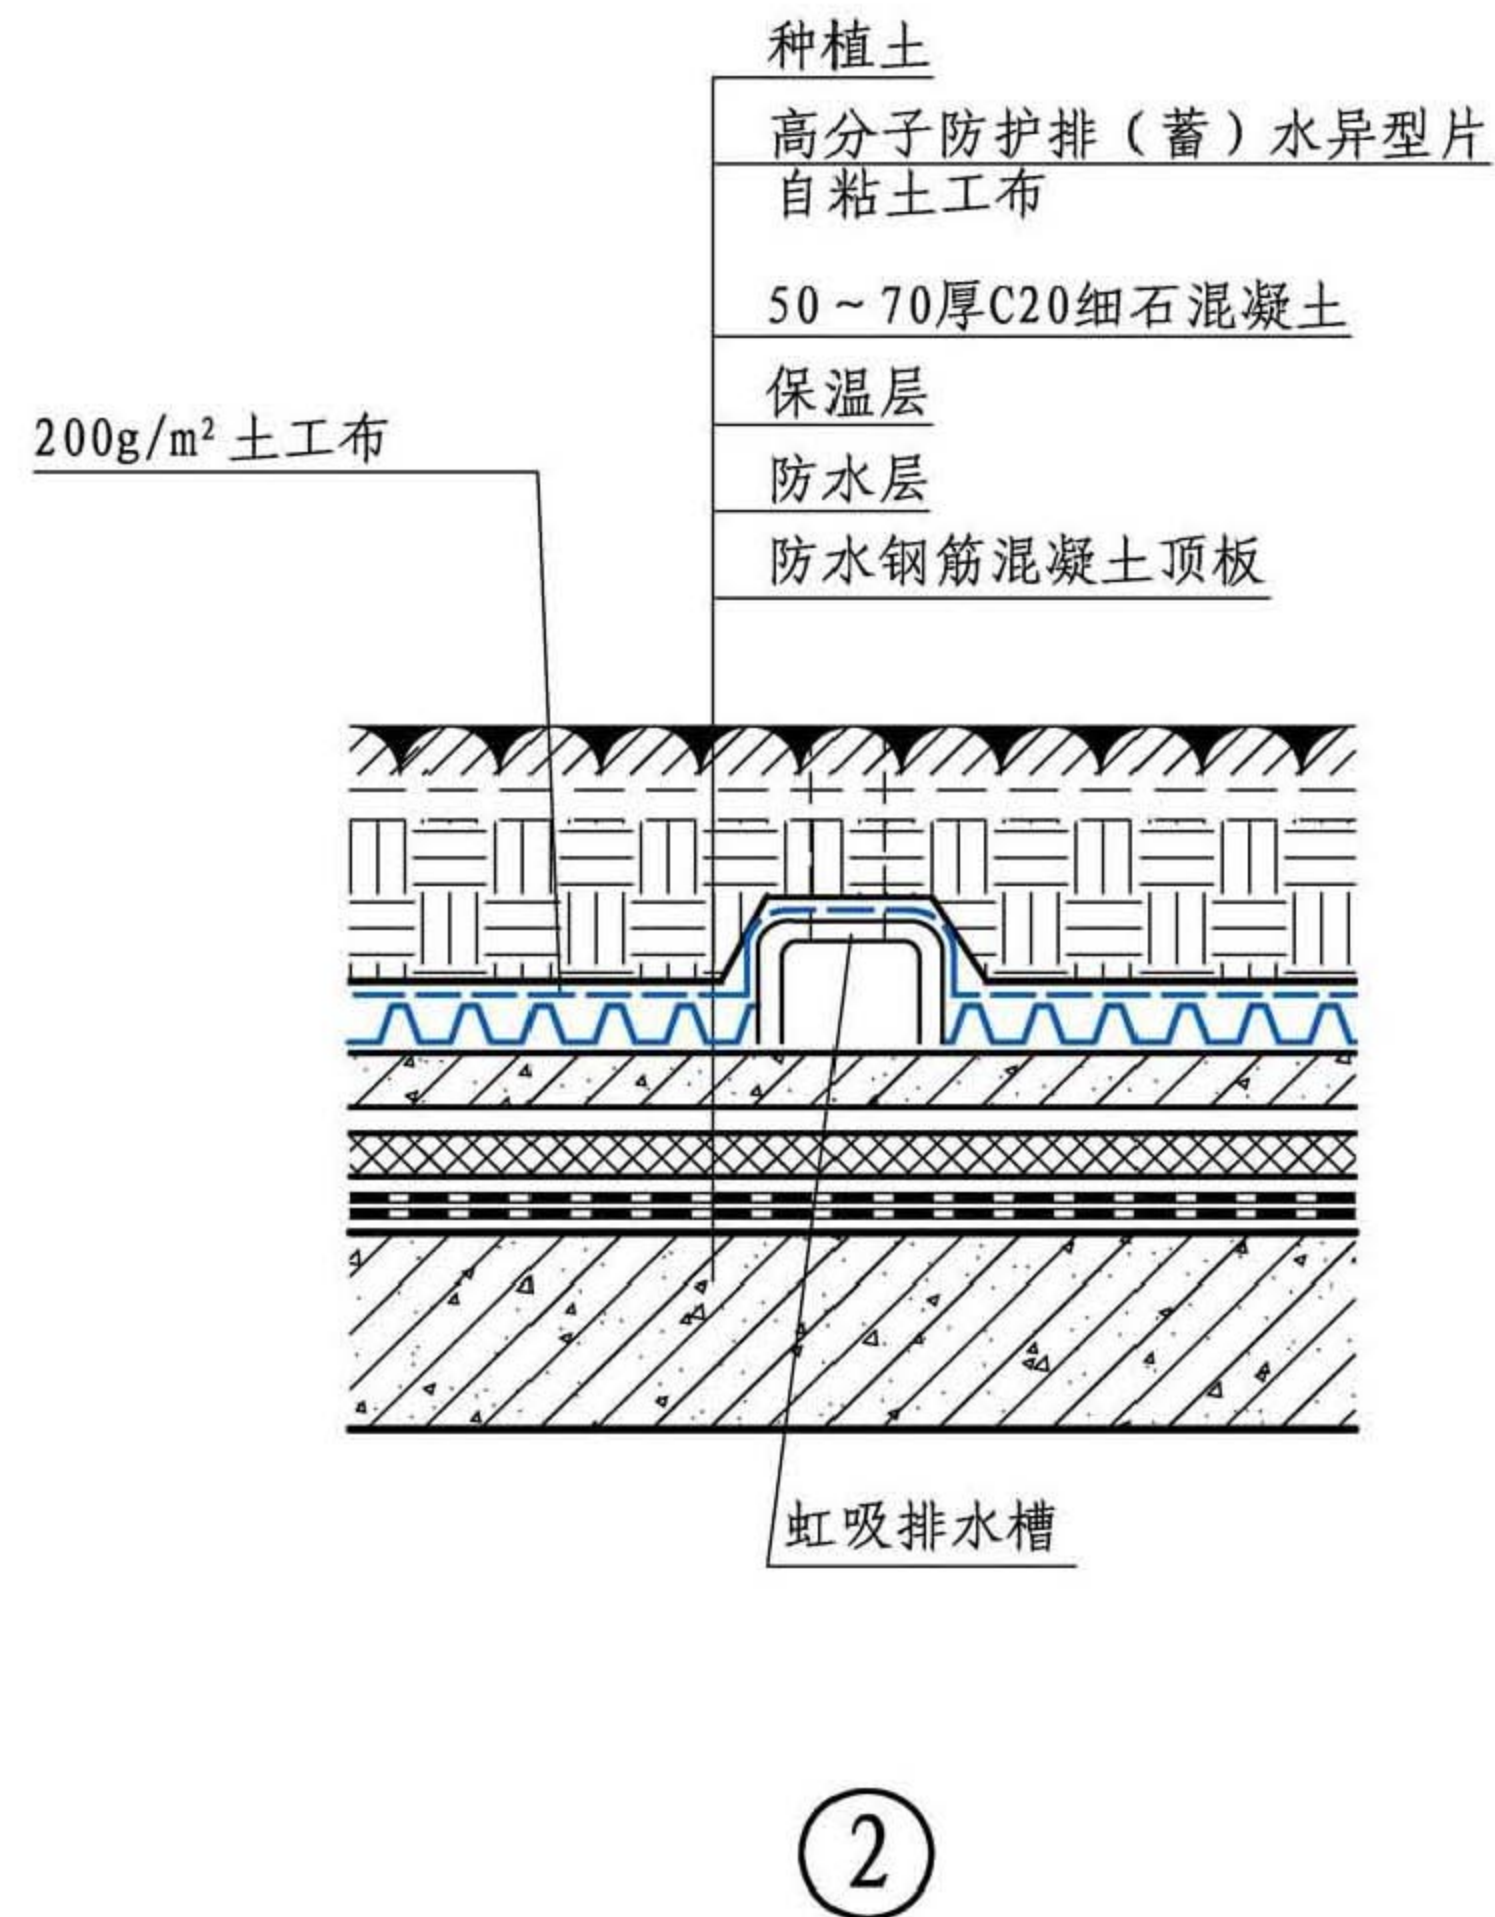 种植土
高分子防护排（蓄）水异型片
自粘土工布
50～70厚C20细石混凝土
保温层
200g/m² 土工布
防水层
防水钢筋混凝土顶板
虹吸排水槽
2